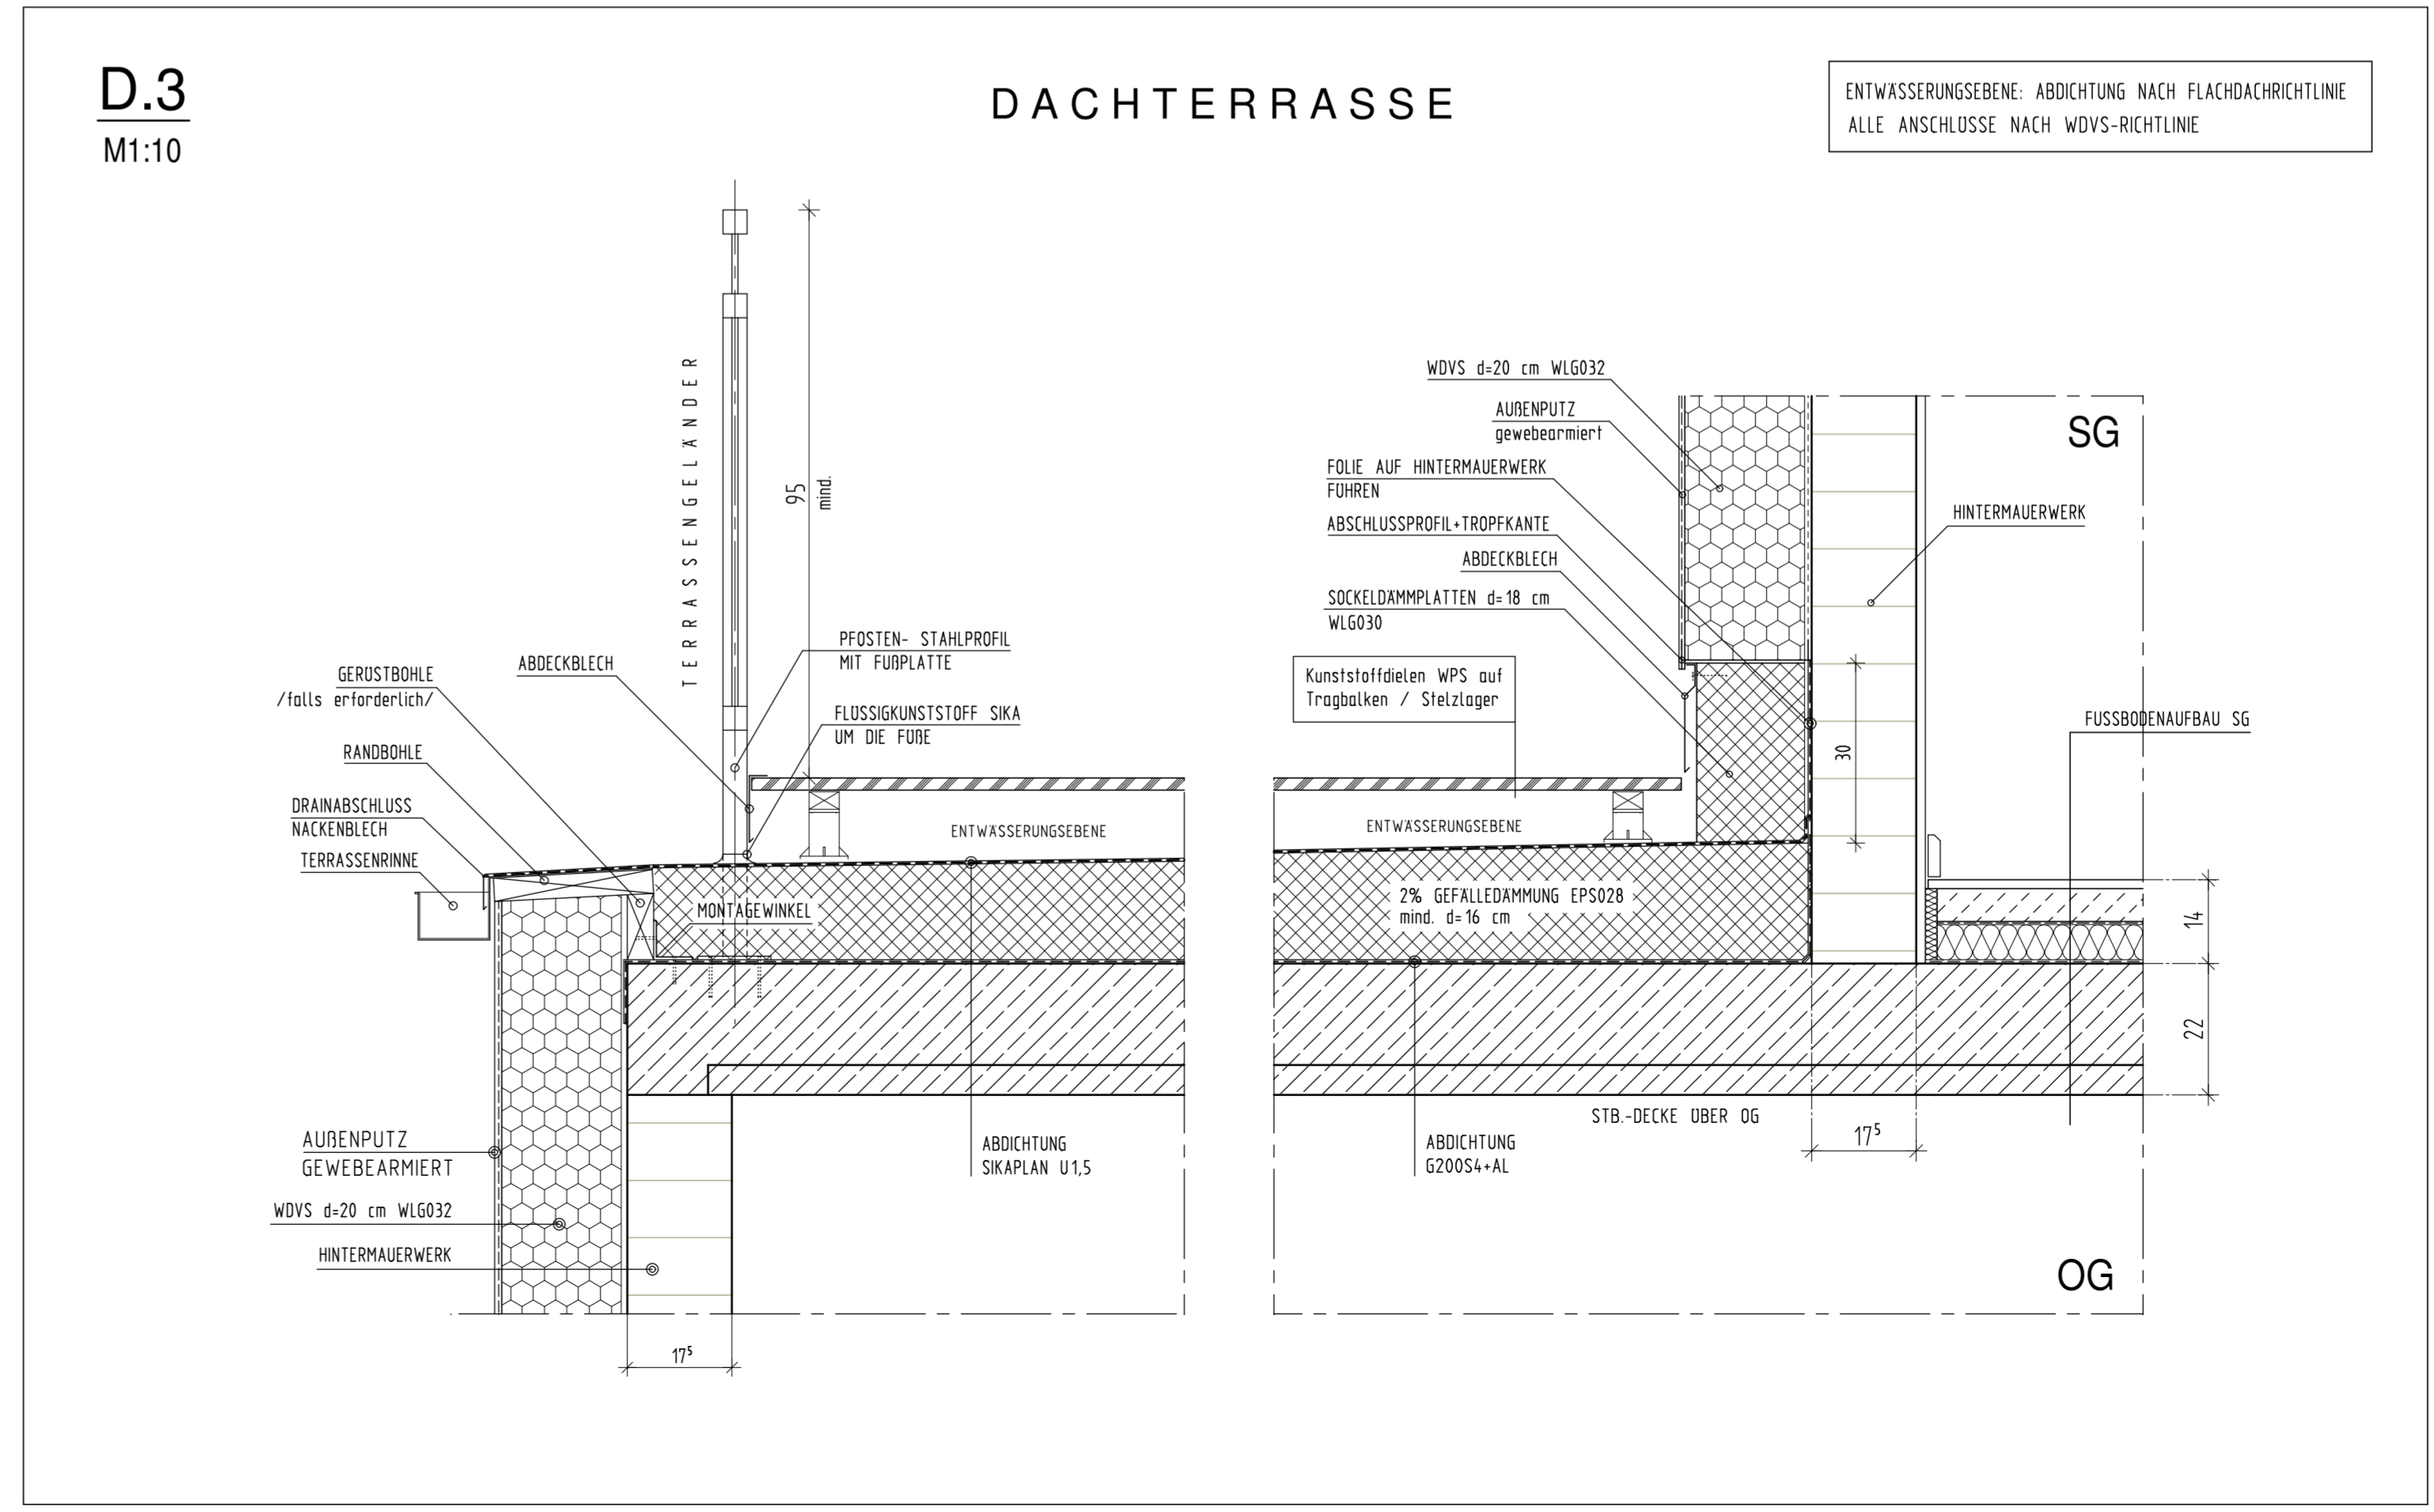 D.3
M1:10
DACHTERRASSE
ENTWÄSSERUNGSEBENE: ABDICHTUNG NACH FLACHDACHRICHTLINIE
ALLE ANSCHLÜSSE NACH WDVS-RICHTLINIE
TERRASSENGELÄNDER
95
mind.
GERÜSTBOHLE
/falls erforderlich/
RANDBOHLE
DRAINABSCHLUSS
NACKENBLECH
TERRASSENRINNE
ABDECKBLECH
PFOSTEN- STAHLPROFIL
MIT FUßPLATTE
FLÜSSIGKUNSTSTOFF SIKA
UM DIE FÜßE
ENTWÄSSERUNGSEBENE
MONTAGEWINKEL
AUßENPUTZ
GEWEBEARMIERT
WDVS d=20 cm WLG032
HINTERMAUERWERK
17⁵
ABDICHTUNG
SIKAPLAN U1,5
WDVS d=20 cm WLG032
AUßENPUTZ
gewebearmiert
FOLIE AUF HINTERMAUERWERK
FÜHREN
ABSCHLUSSPROFIL+TROPFKANTE
ABDECKBLECH
SOCKELDÄMMPLATTEN d=18 cm
WLG030
Kunststoffdielen WPS auf
Tragbalken / Stelzlager
ENTWÄSSERUNGSEBENE
2% GEFÄLLEDÄMMUNG EPS028
mind. d=16 cm
30
SG
HINTERMAUERWERK
FUSSBODENAUFBAU SG
14
22
STB.-DECKE ÜBER OG
17⁵
ABDICHTUNG
G200S4+AL
OG